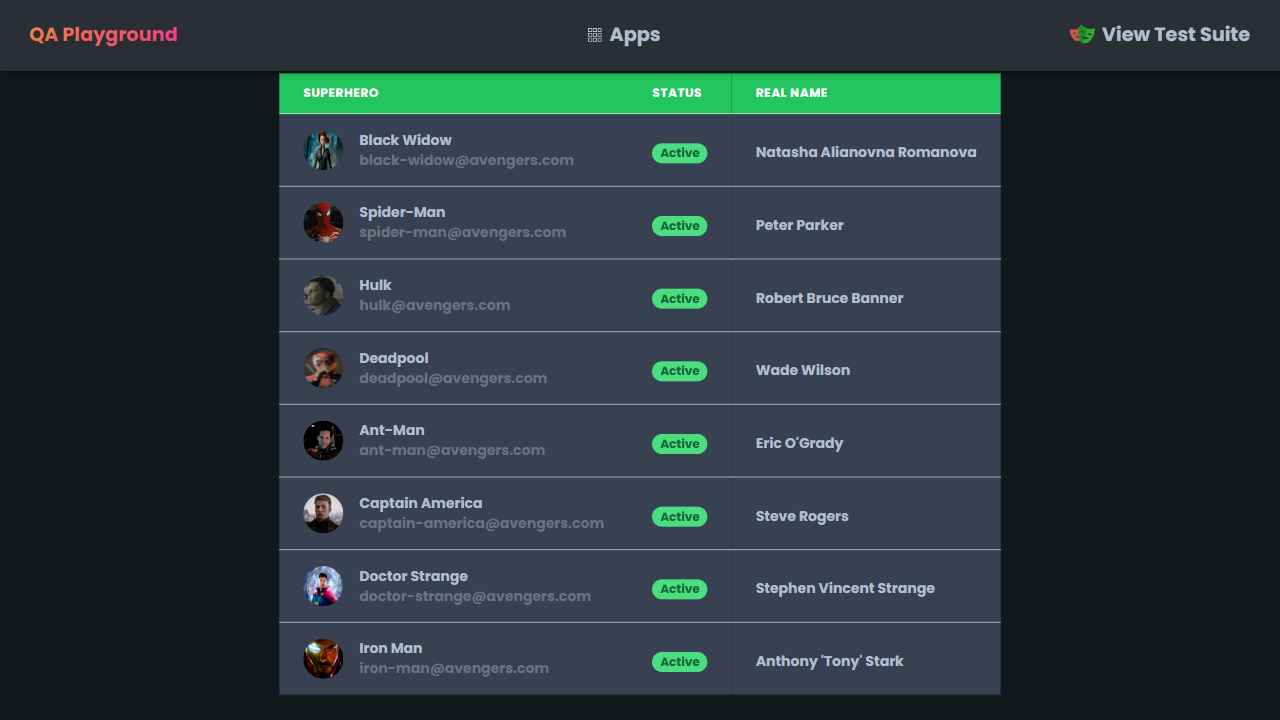 QA Playground
Apps
View Test Suite
SUPERHERO STATUS REAL NAME
Black Widow
black-widow@avengers.com
Active
Natasha Alianovna Romanova
Spider-Man
spider-man@avengers.com
Active
Peter Parker
Hulk
hulk@avengers.com
Active
Robert Bruce Banner
Deadpool
deadpool@avengers.com
Active
Wade Wilson
Ant-Man
ant-man@avengers.com
Active
Eric O'Grady
Captain America
captain-america@avengers.com
Active
Steve Rogers
Doctor Strange
doctor-strange@avengers.com
Active
Stephen Vincent Strange
Iron Man
iron-man@avengers.com
Active
Anthony 'Tony' Stark